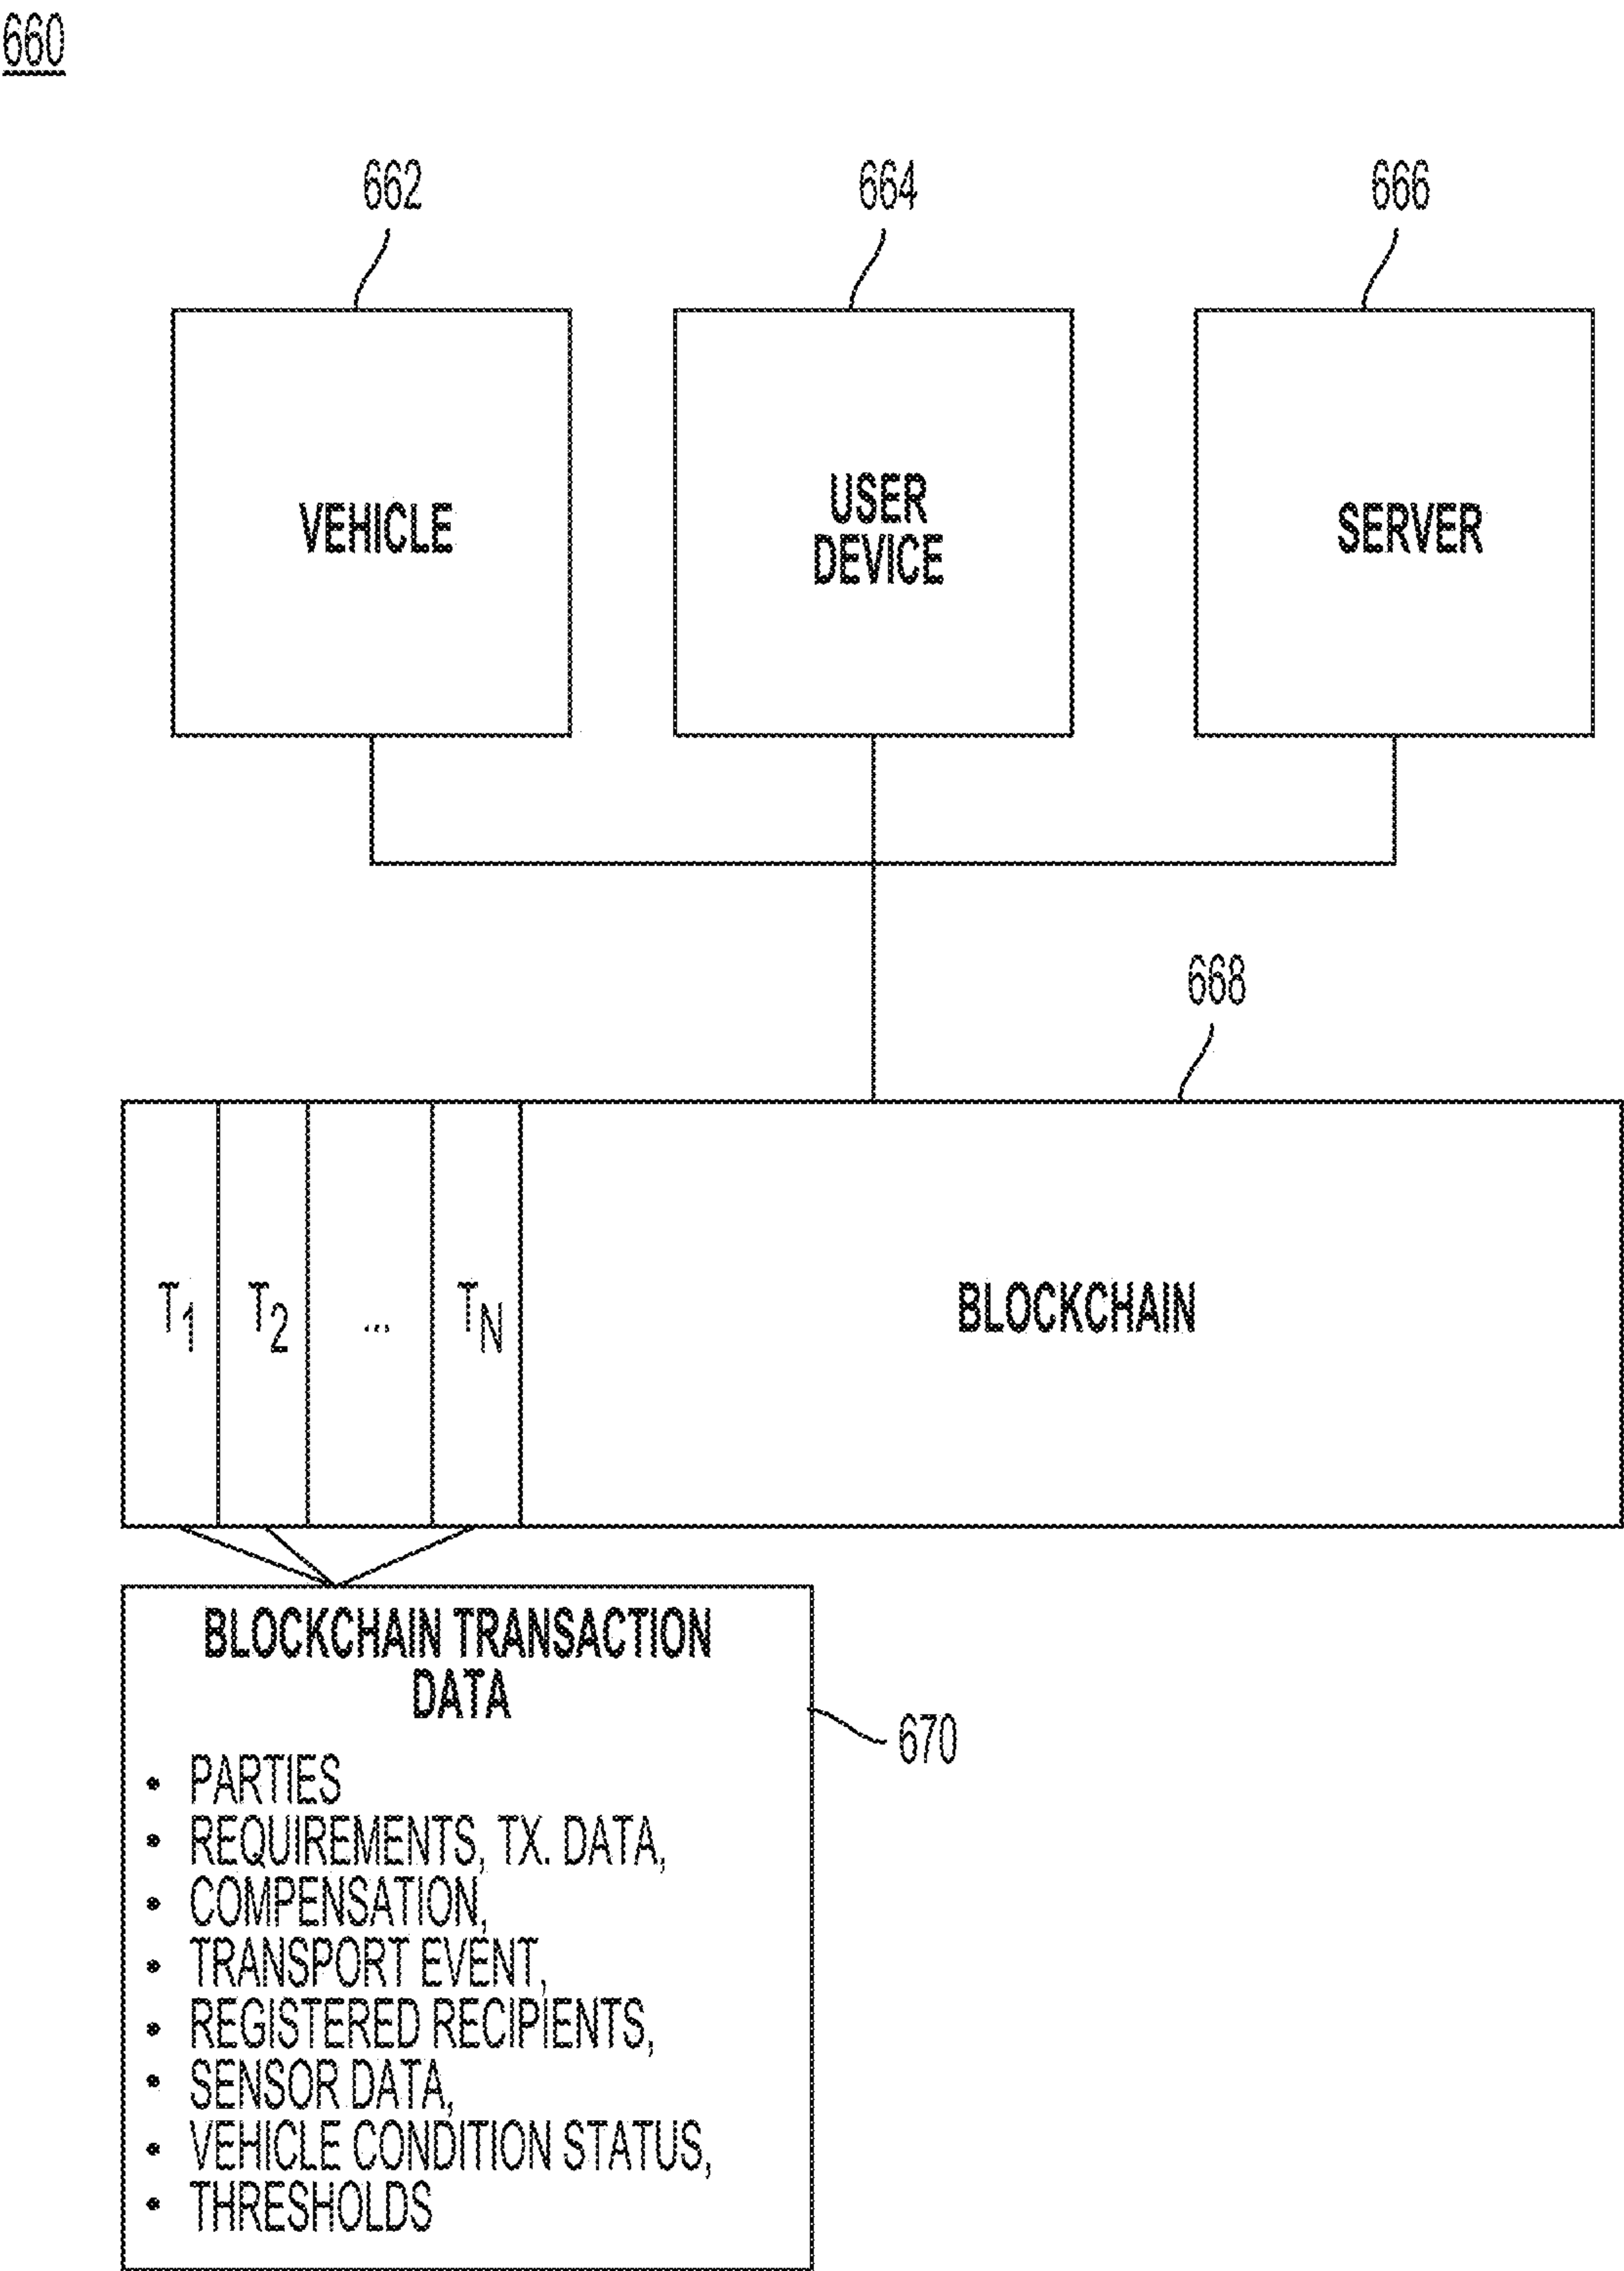 660
662
664
666
VEHICLE
USER
DEVICE
SERVER
668
T1
T2
...
TN
BLOCKCHAIN
BLOCKCHAIN TRANSACTION
DATA
670
• PARTIES
• REQUIREMENTS, TX. DATA,
• COMPENSATION,
• TRANSPORT EVENT,
• REGISTERED RECIPIENTS,
• SENSOR DATA,
• VEHICLE CONDITION STATUS,
• THRESHOLDS